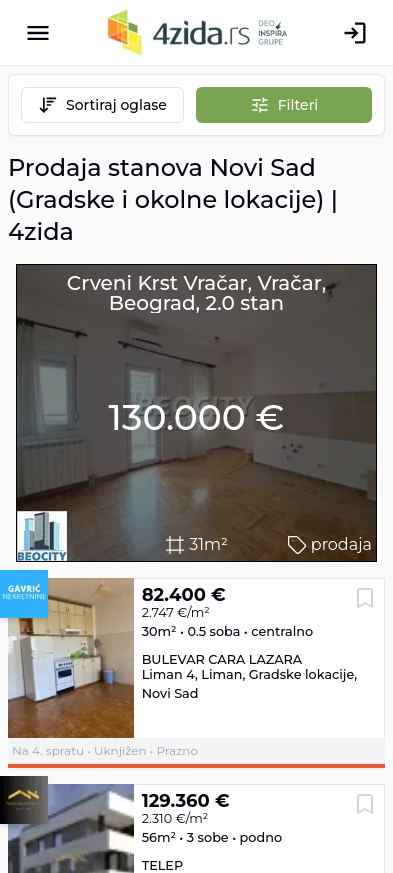 4zida.rs
DEO
INSPIRA
GRUPE
Sortiraj oglase
Filteri
Prodaja stanova Novi Sad
(Gradske i okolne lokacije) |
4zida
Crveni Krst Vračar, Vračar,
Beograd, 2.0 stan
BEOCITY
130.000 €
BEOCITY
31m²
prodaja
GAVRIĆ
NEKRETNINE
82.400 €
2.747 €/m²
30m² • 0.5 soba • centralno
BULEVAR CARA LAZARA
Liman 4, Liman, Gradske lokacije,
Novi Sad
Na 4. spratu • Uknjižen • Prazno
129.360 €
2.310 €/m²
56m² • 3 sobe • podno
TELEP